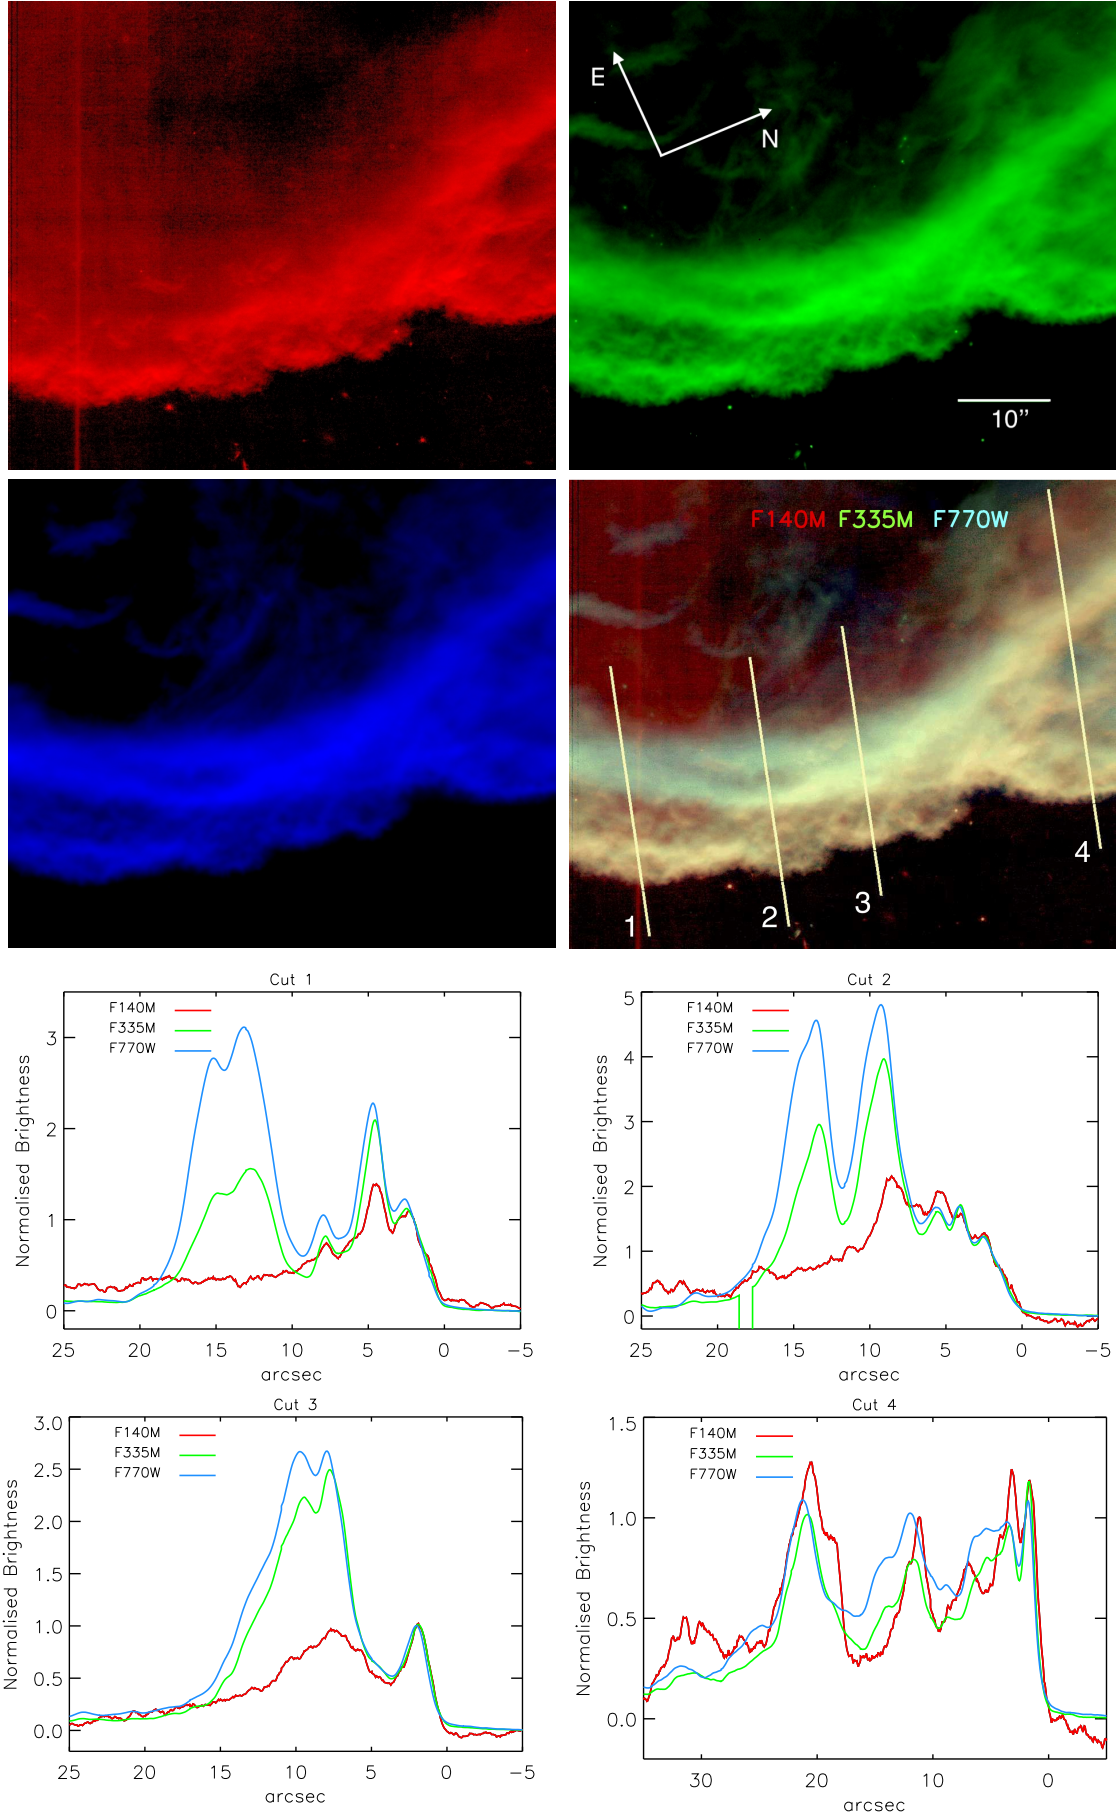 E
N
10”
F140M F335M F770W
1
2
3
4
Cut 1
F140M
F335M
F770W
Normalised Brightness
3
2
1
0
25 20 15 10 5 0 −5
arcsec
Cut 2
F140M
F335M
F770W
Normalised Brightness
5
4
3
2
1
0
25 20 15 10 5 0 −5
arcsec
Cut 3
F140M
F335M
F770W
Normalised Brightness
3.0
2.5
2.0
1.5
1.0
0.5
0.0
25 20 15 10 5 0 −5
arcsec
Cut 4
F140M
F335M
F770W
Normalised Brightness
1.5
1.0
0.5
0.0
30 20 10 0
arcsec